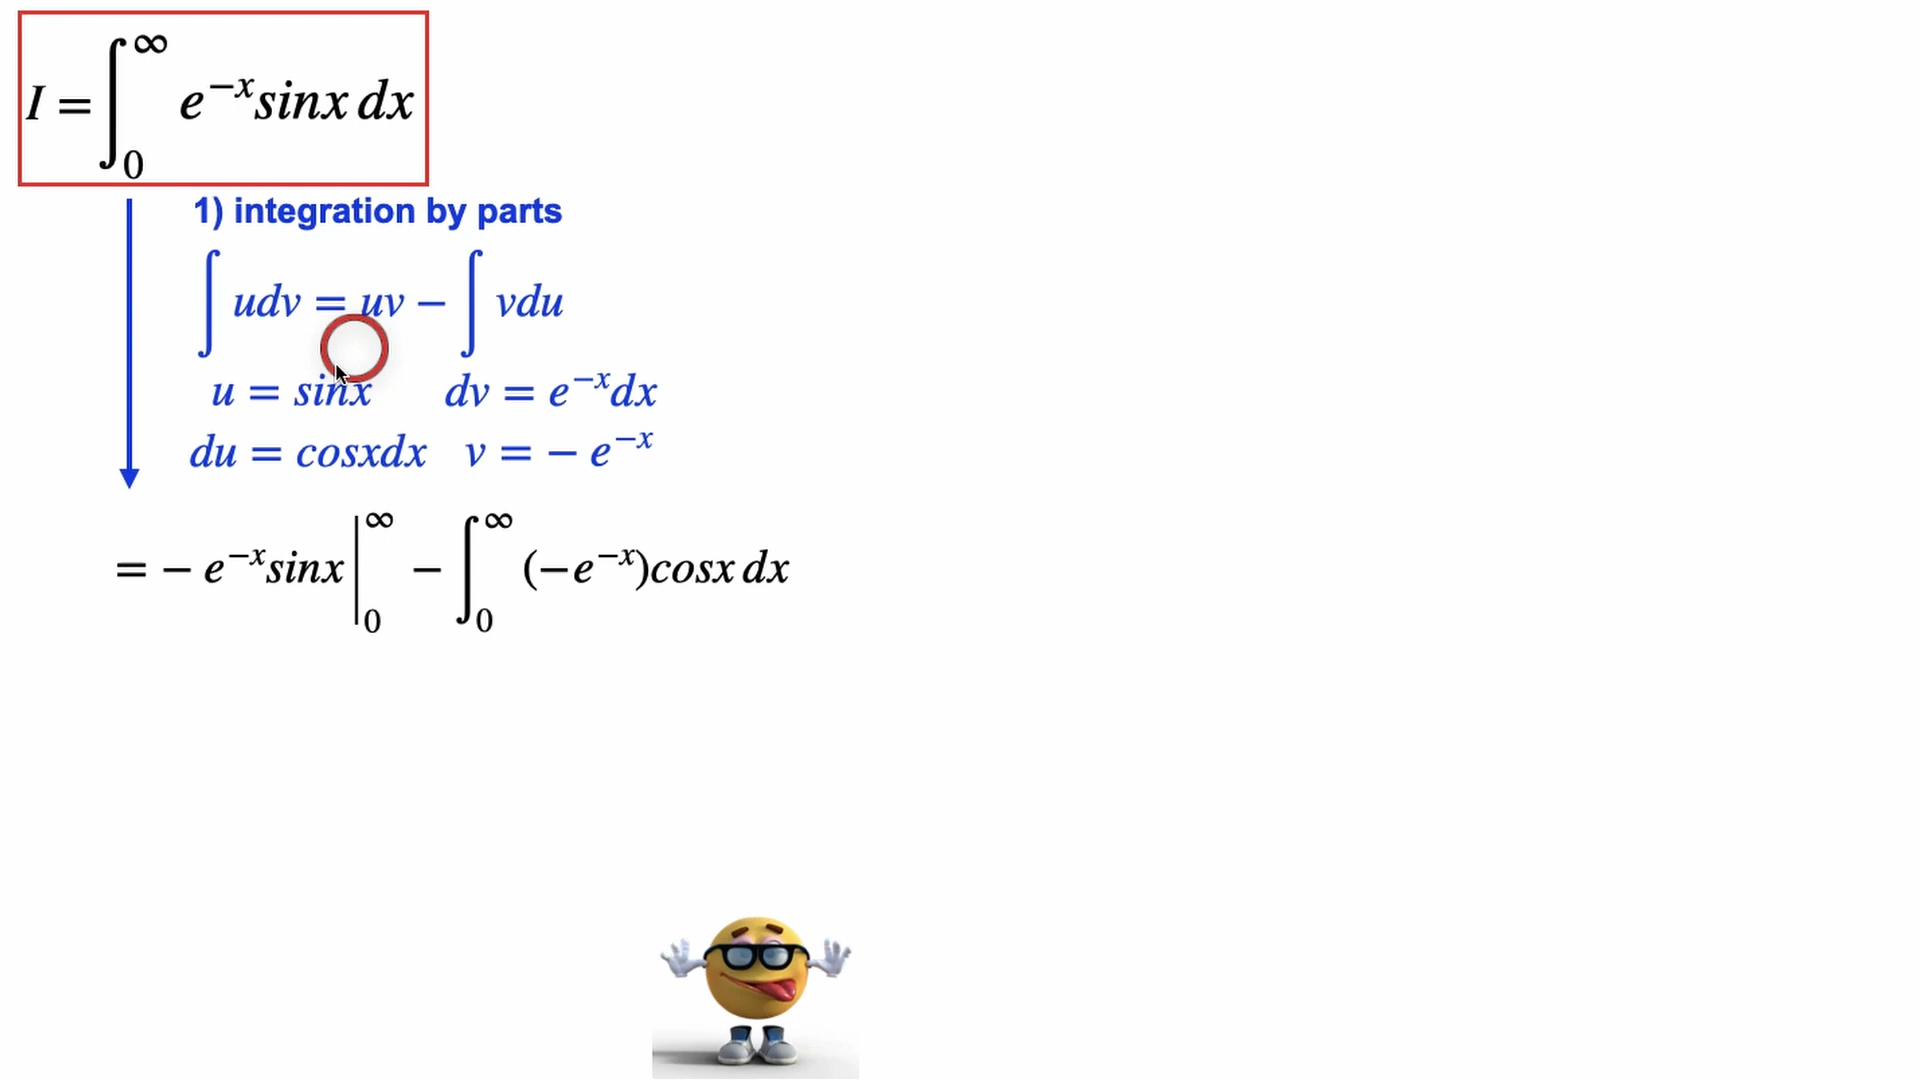 I = ∫₀^∞ e^{−x} sinx dx
1) integration by parts
∫ udv = uv − ∫ vdu
u = sinx dv = e^{−x}dx
du = cosxdx v = − e^{−x}
= − e^{−x}sinx |₀^∞ − ∫₀^∞ (−e^{−x})cosx dx